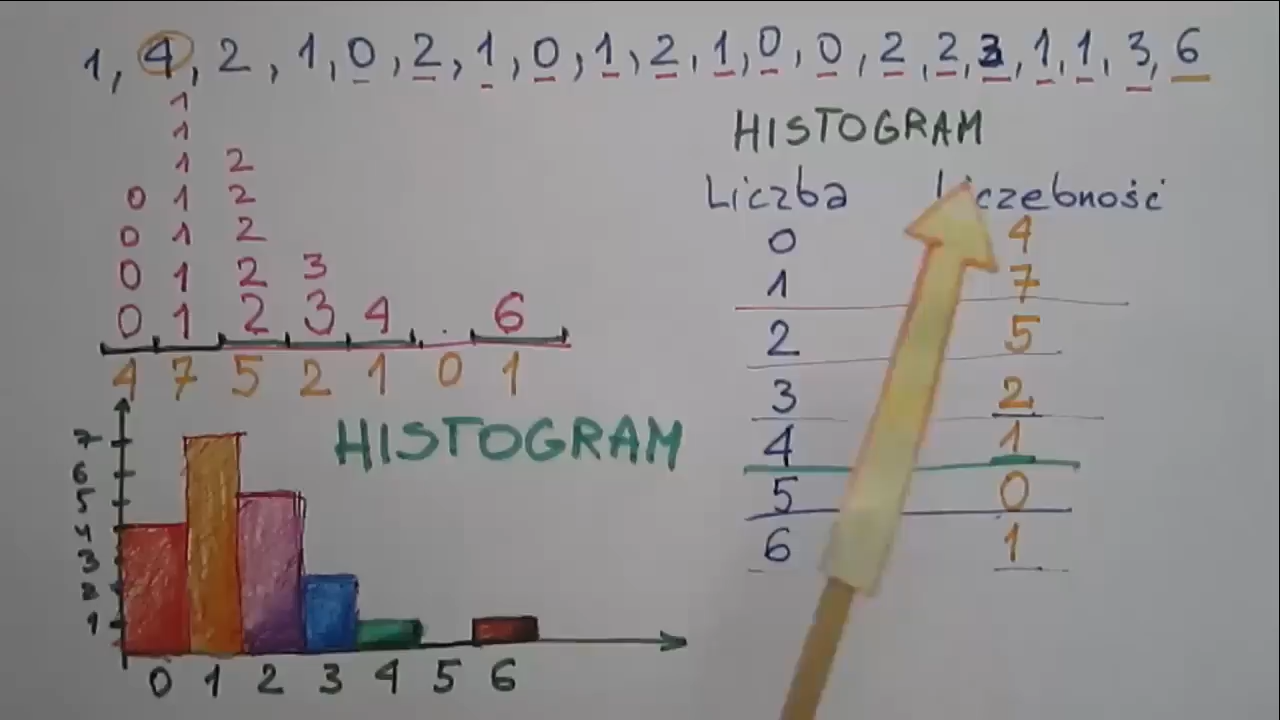 1, 4, 2, 1, 0, 2, 1, 0, 1, 2, 1, 0, 0, 2, 2, 3, 1, 1, 3, 6
1
1
1 2
0 1 2
0 1 2
0 1 2 3
0 1 2 3 4 . 6
4 7 5 2 1 0 1
HISTOGRAM
7
6
5
4
3
2
1
0 1 2 3 4 5 6
HISTOGRAM
Liczba Liczebność
0 4
1 7
2 5
3 2
4 1
5 0
6 1